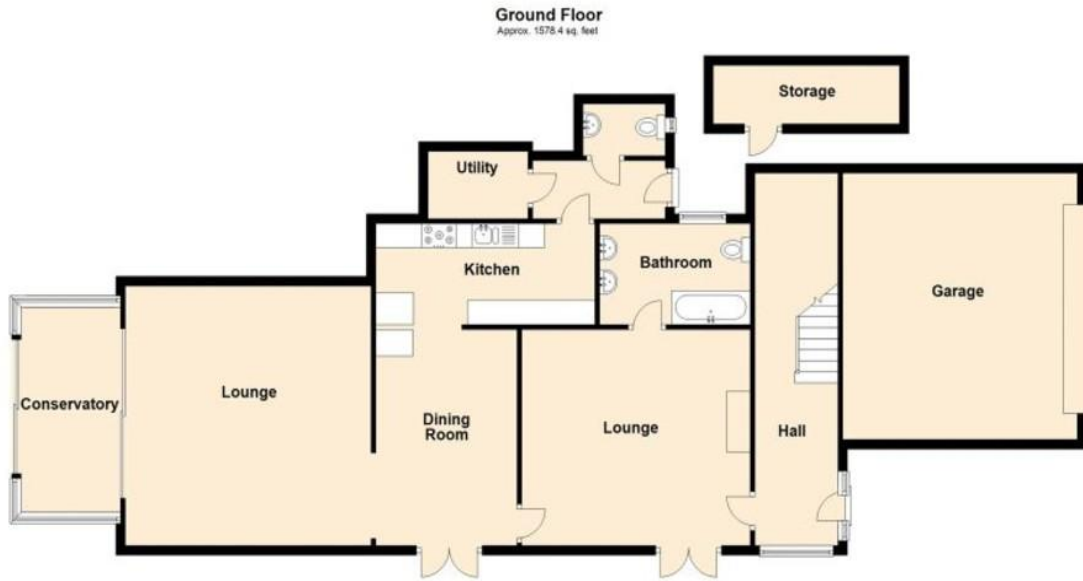 Ground Floor
Approx. 1578.4 sq. feet
Storage
Utility
Kitchen
Bathroom
Garage
Conservatory
Lounge
Dining
Room
Lounge
Hall